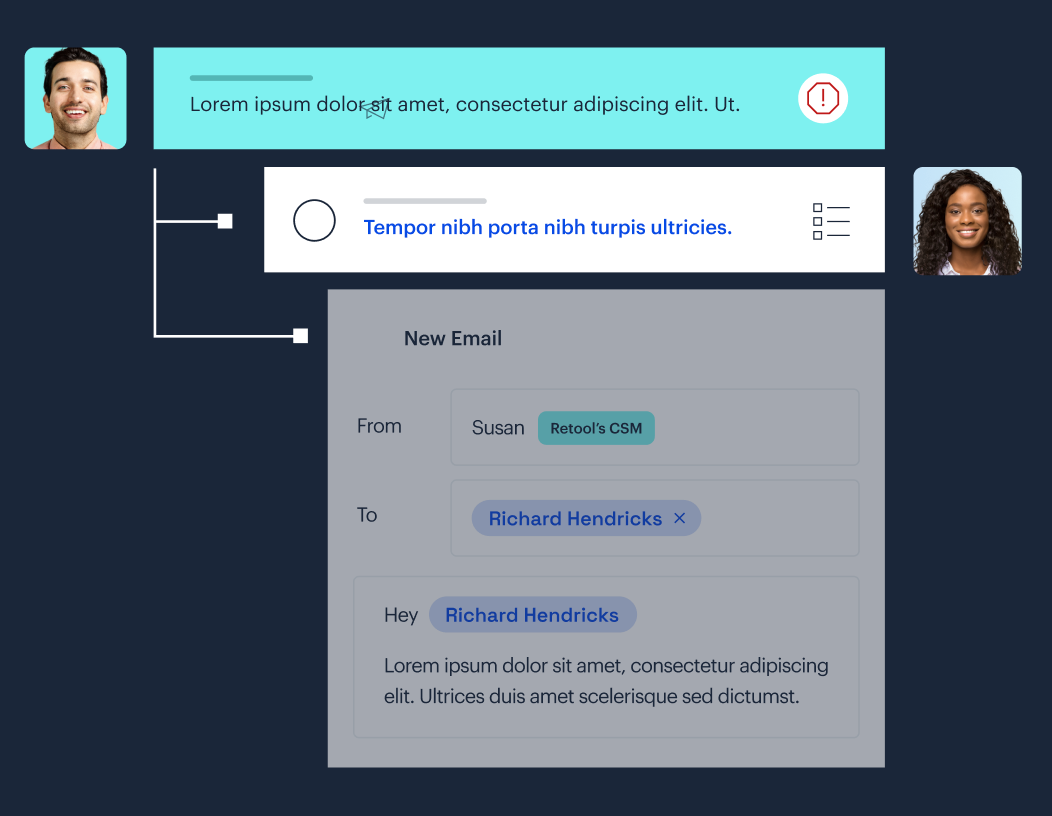 Lorem ipsum dolor sit amet, consectetur adipiscing elit. Ut.
Tempor nibh porta nibh turpis ultricies.
New Email
From
Susan Retool's CSM
To
Richard Hendricks ×
Hey Richard Hendricks
Lorem ipsum dolor sit amet, consectetur adipiscing
elit. Ultrices duis amet scelerisque sed dictumst.